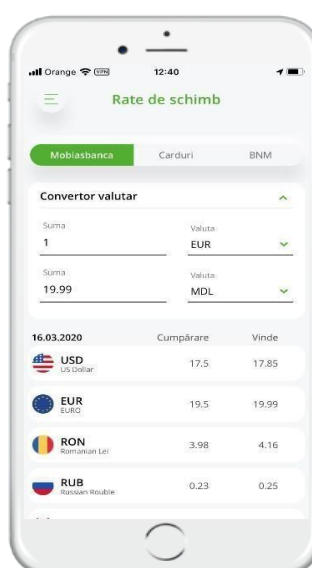 Orange VPN 12:40
Rate de schimb
Mobiasbanca Carduri BNM
Convertor valutar
Suma Valuta
1 EUR
Suma Valuta
19.99 MDL
16.03.2020 Cumpărare Vinde
USD 17.5 17.85
US Dollar
EUR 19.5 19.99
EURO
RON 3.98 4.16
Romanian Lei
RUB 0.23 0.25
Russian Rouble